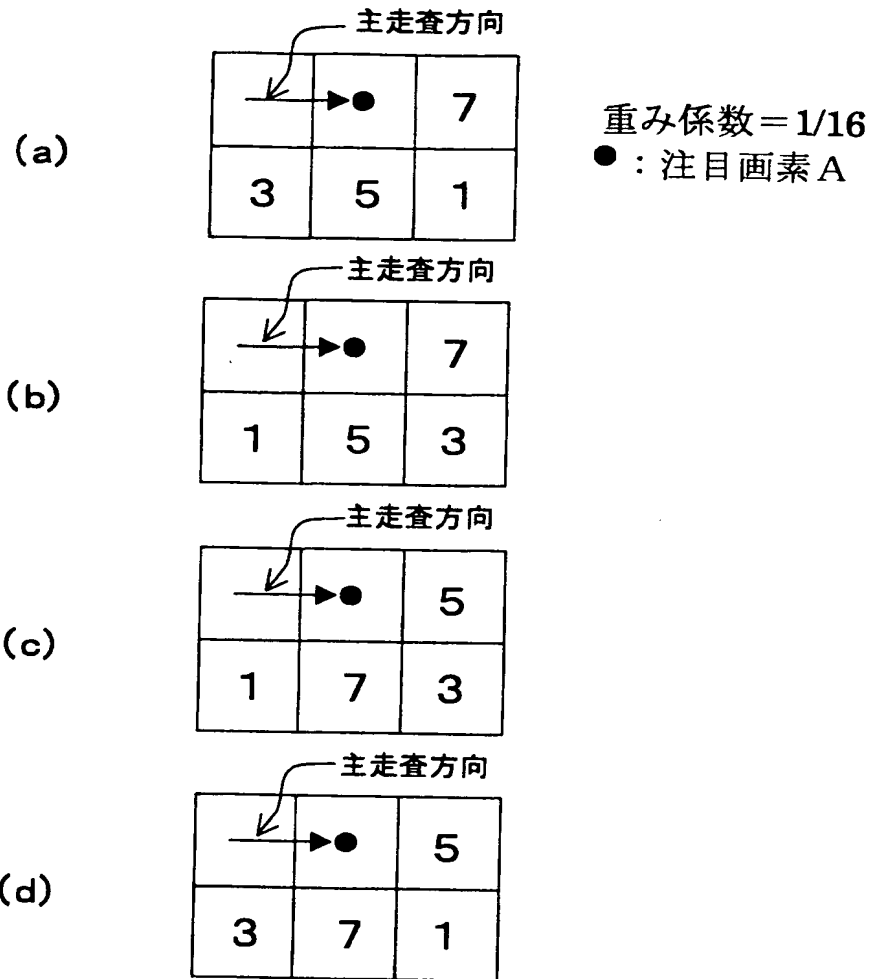 主走査方向
7
(a)
3 5 1
重み係数=1/16
●:注目画素A
主走査方向
7
(b)
1 5 3
主走査方向
5
(c)
1 7 3
主走査方向
5
(d)
3 7 1